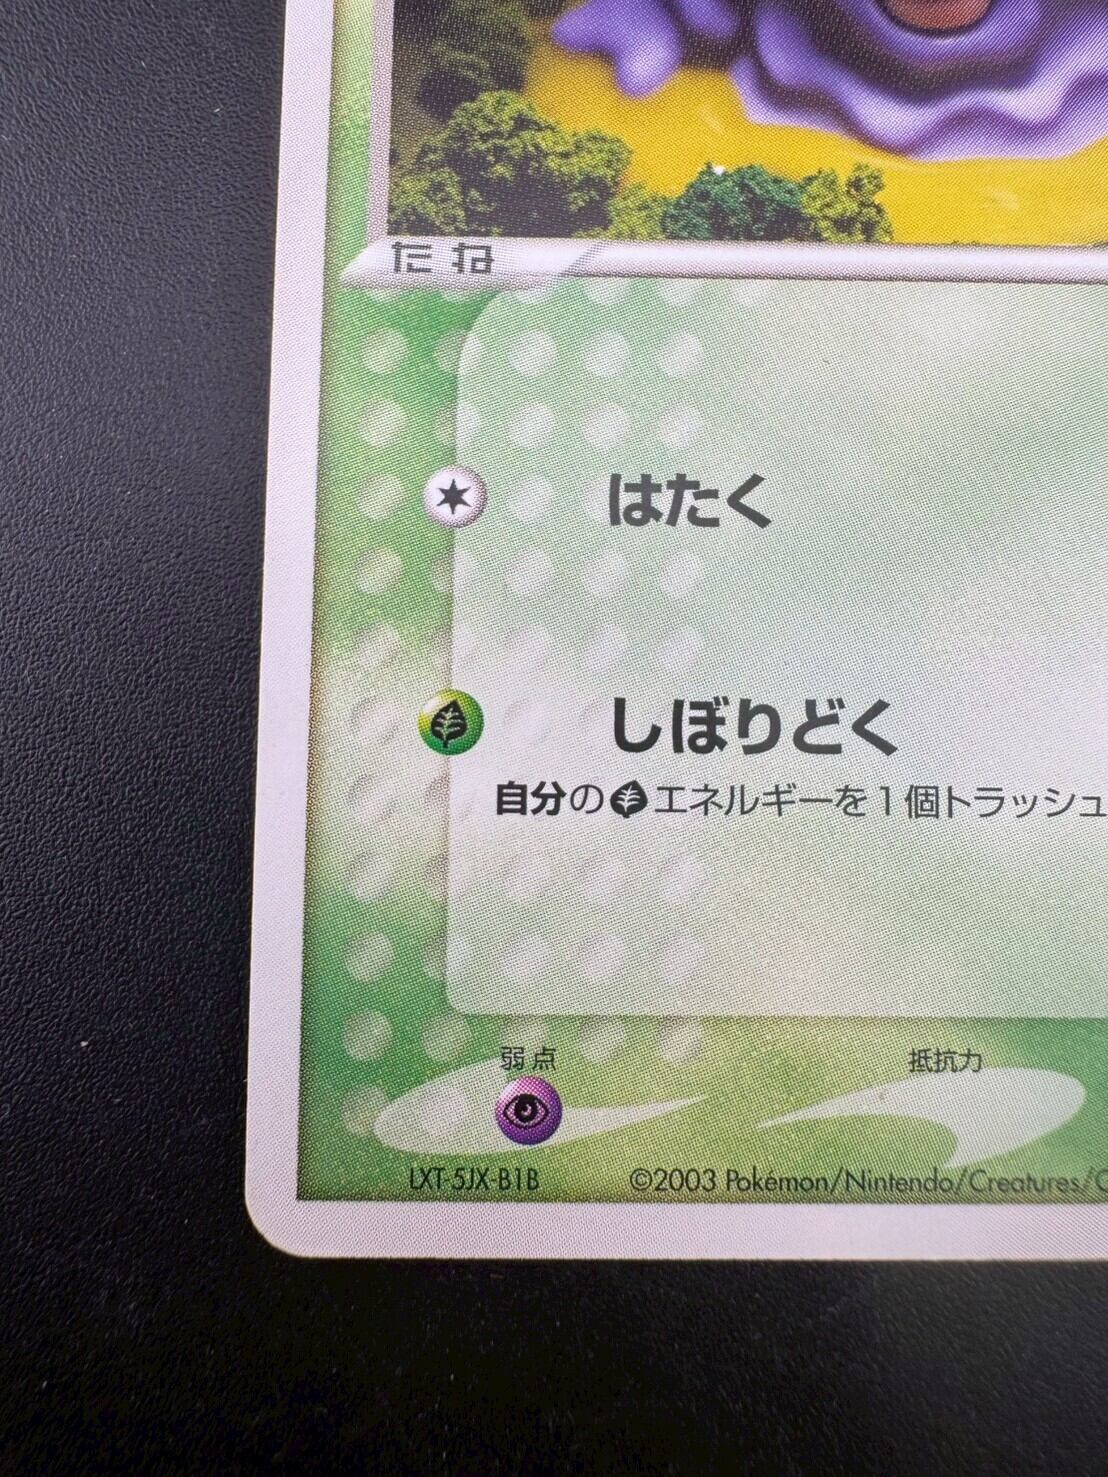 たね
はたく
しぼりどく
自分のエネルギーを1個トラッシュ
弱点
抵抗力
LXT-5JX-B1B
©2003 Pokémon/Nintendo/Creatures/